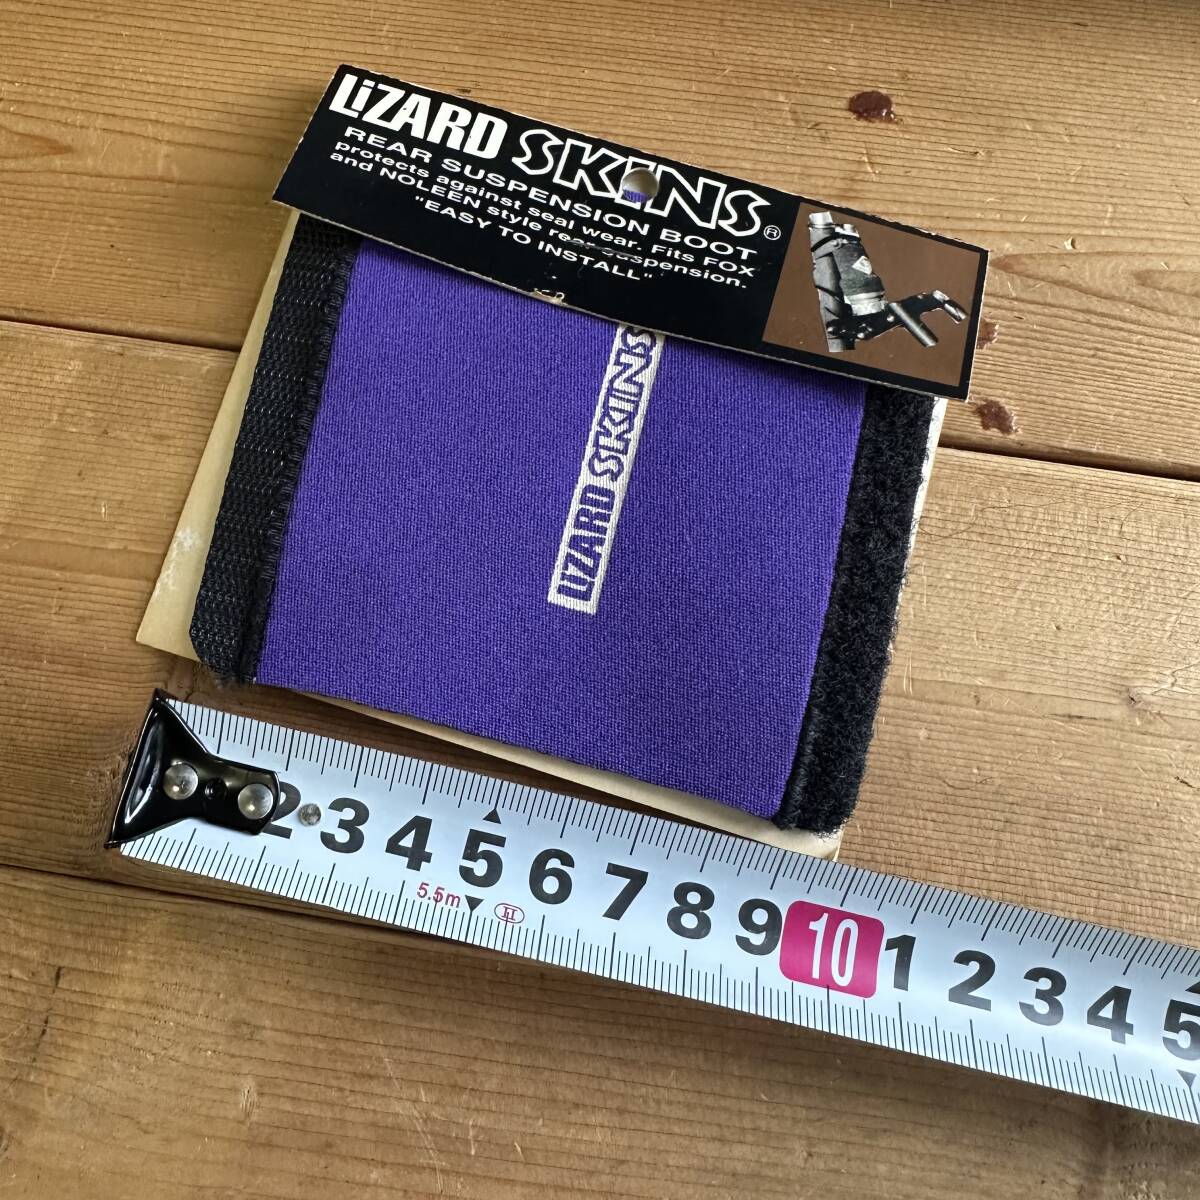 LiZARD SKINS®
REAR SUSPENSION BOOT
protects against seal wear. Fits FOX
and NOLEEN style rear suspension.
"EASY TO INSTALL"
LIZARD SKINS
2 3 4 5 6 7 8 9 10 1 2 3 4 5
5.5m